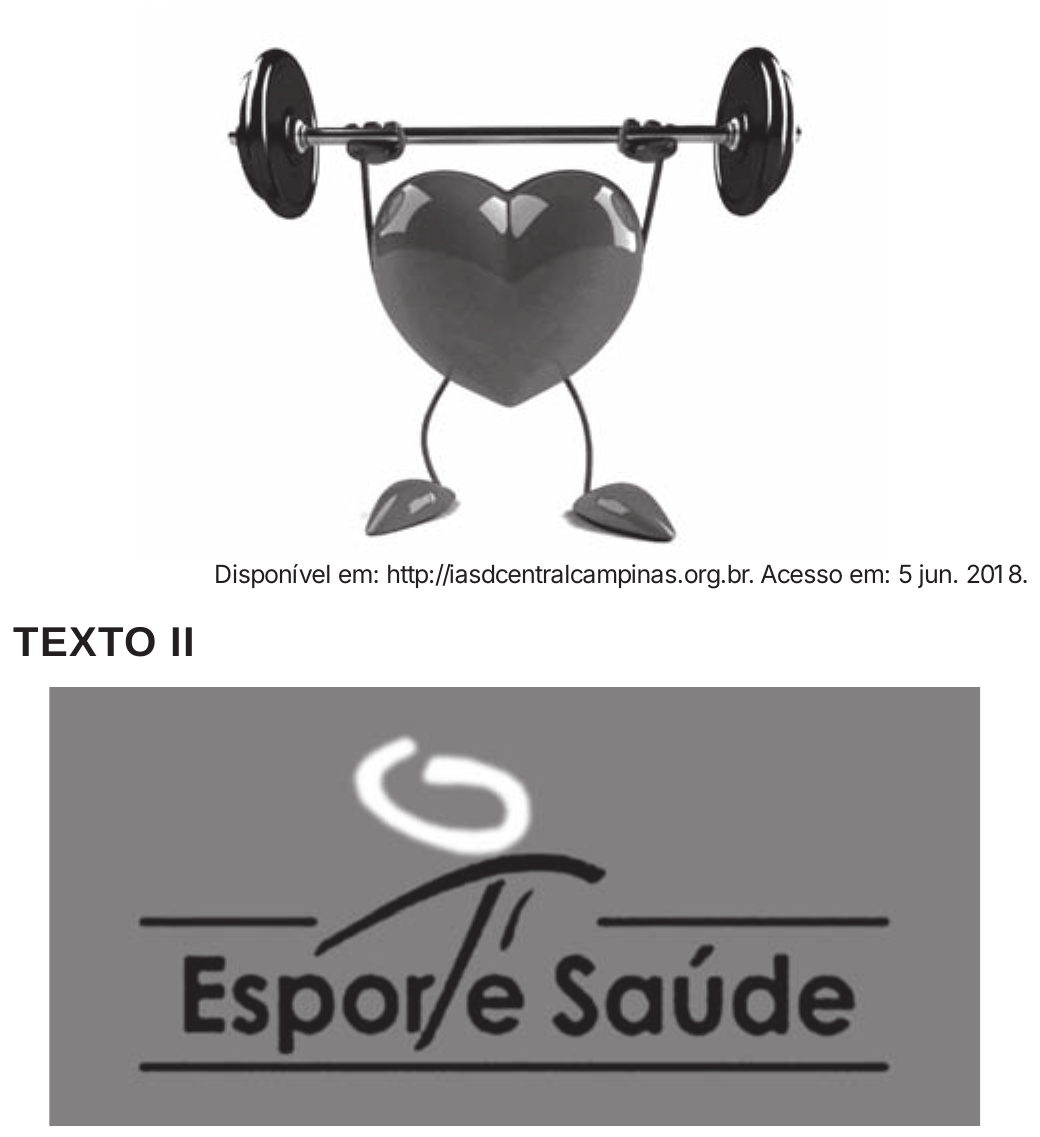 Disponível em: http://iasdcentralcampinas.org.br. Acesso em: 5 jun. 2018.
TEXTO II
Esporte Saúde